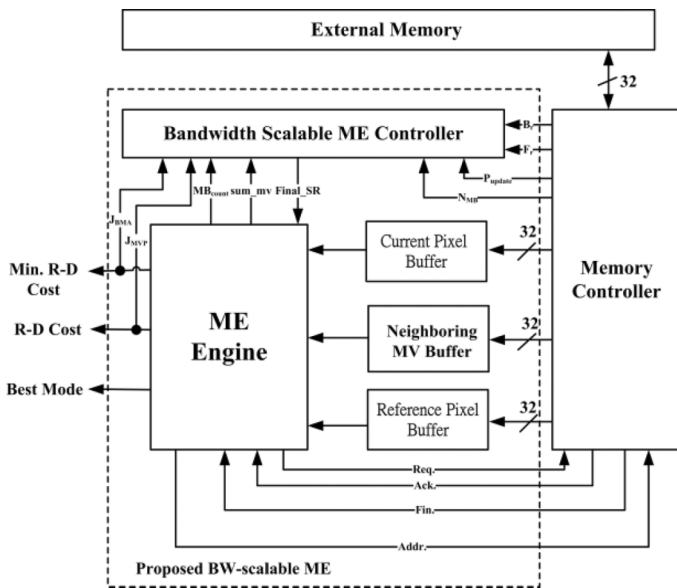 External Memory
32
Bandwidth Scalable ME Controller
Br
Fr
Pupdate
NMB
JBMA
JMVP
MBcount
sum_mv
Final_SR
Min. R-D
Cost
R-D Cost
Best Mode
ME
Engine
Current Pixel
Buffer
32
Neighboring
MV Buffer
32
Reference Pixel
Buffer
32
Memory
Controller
Req.
Ack.
Fin.
Addr.
Proposed BW-scalable ME